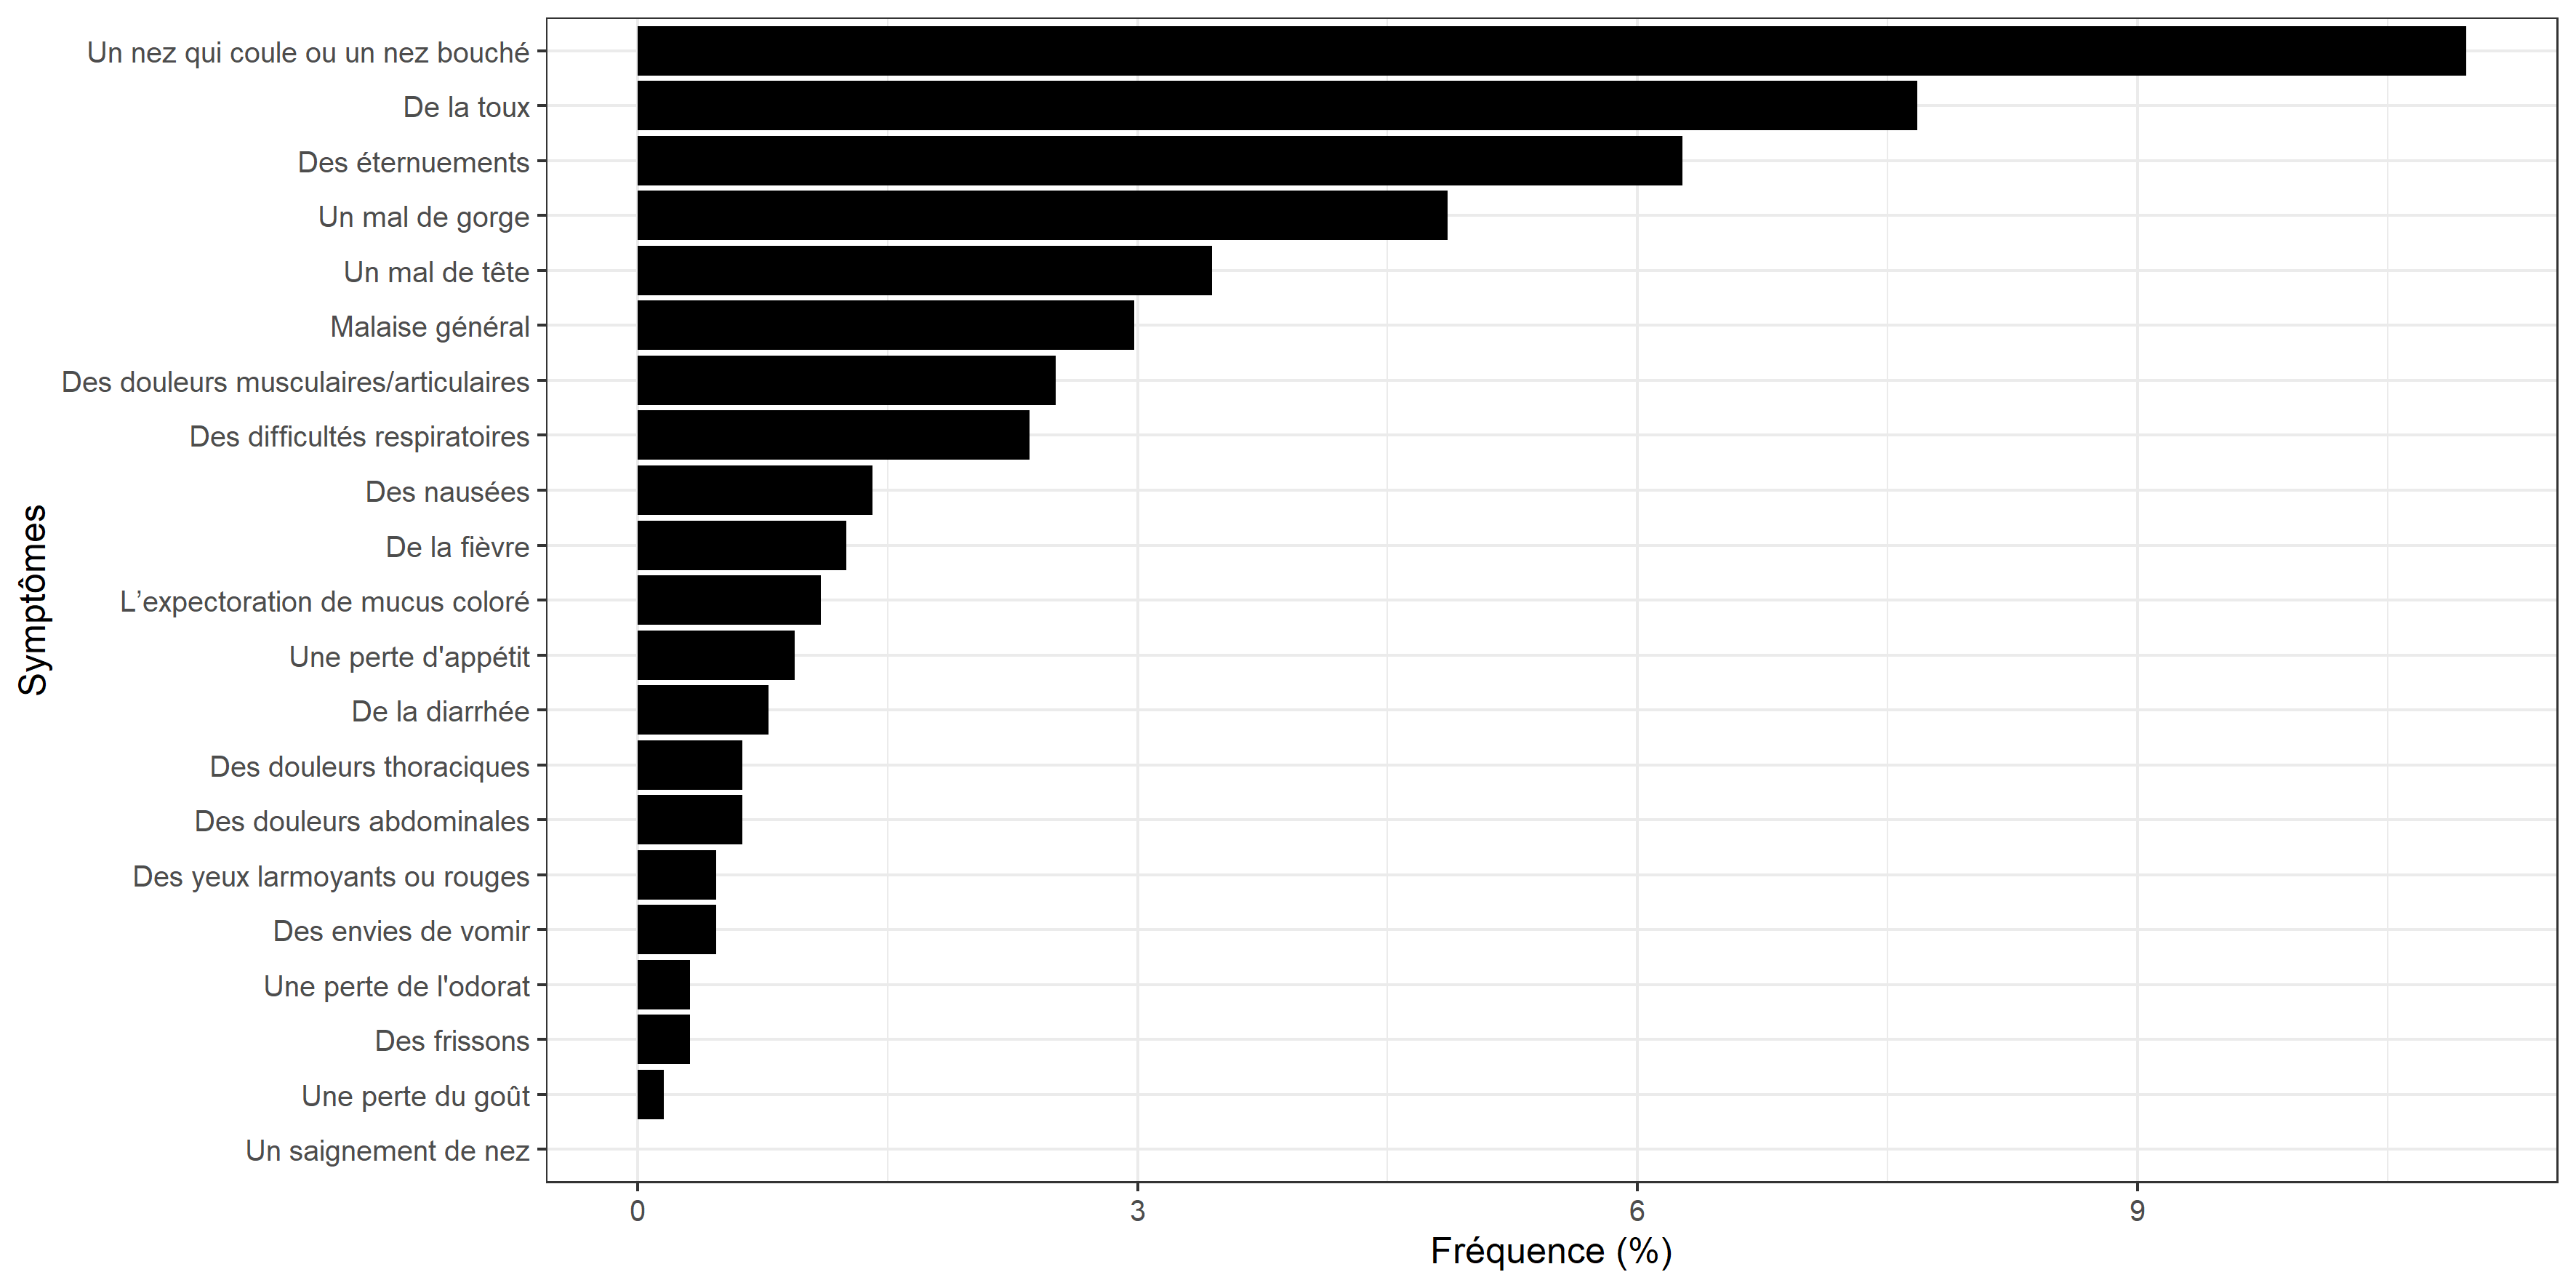 Un nez qui coule ou un nez bouché
De la toux
Des éternuements
Un mal de gorge
Un mal de tête
Malaise général
Des douleurs musculaires/articulaires
Des difficultés respiratoires
Des nausées
De la fièvre
L’expectoration de mucus coloré
Une perte d'appétit
De la diarrhée
Des douleurs thoraciques
Des douleurs abdominales
Des yeux larmoyants ou rouges
Des envies de vomir
Une perte de l'odorat
Des frissons
Une perte du goût
Un saignement de nez
Symptômes
0 3 6 9
Fréquence (%)